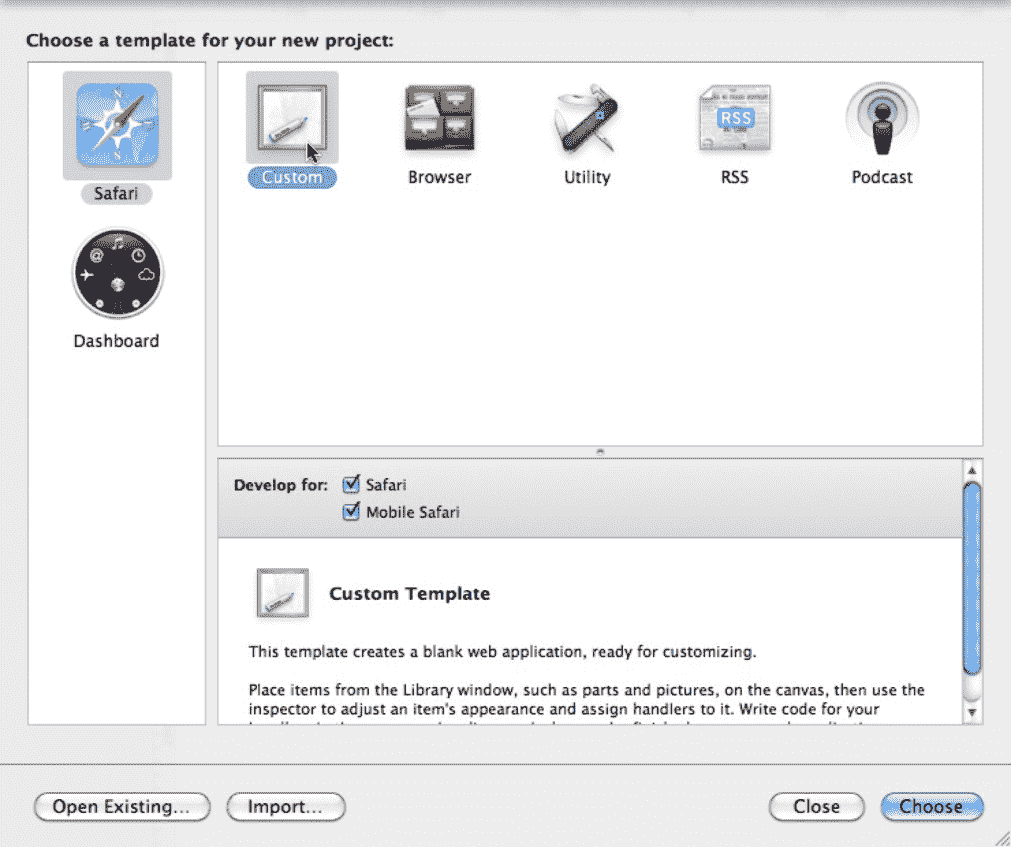 Choose a template for your new project:
Safari
Dashboard
Custom
Browser
Utility
RSS
RSS
Podcast
Develop for:
Safari
Mobile Safari
Custom Template
This template creates a blank web application, ready for customizing.
Place items from the Library window, such as parts and pictures, on the canvas, then use the
inspector to adjust an item's appearance and assign handlers to it. Write code for your
Open Existing...
Import...
Close
Choose